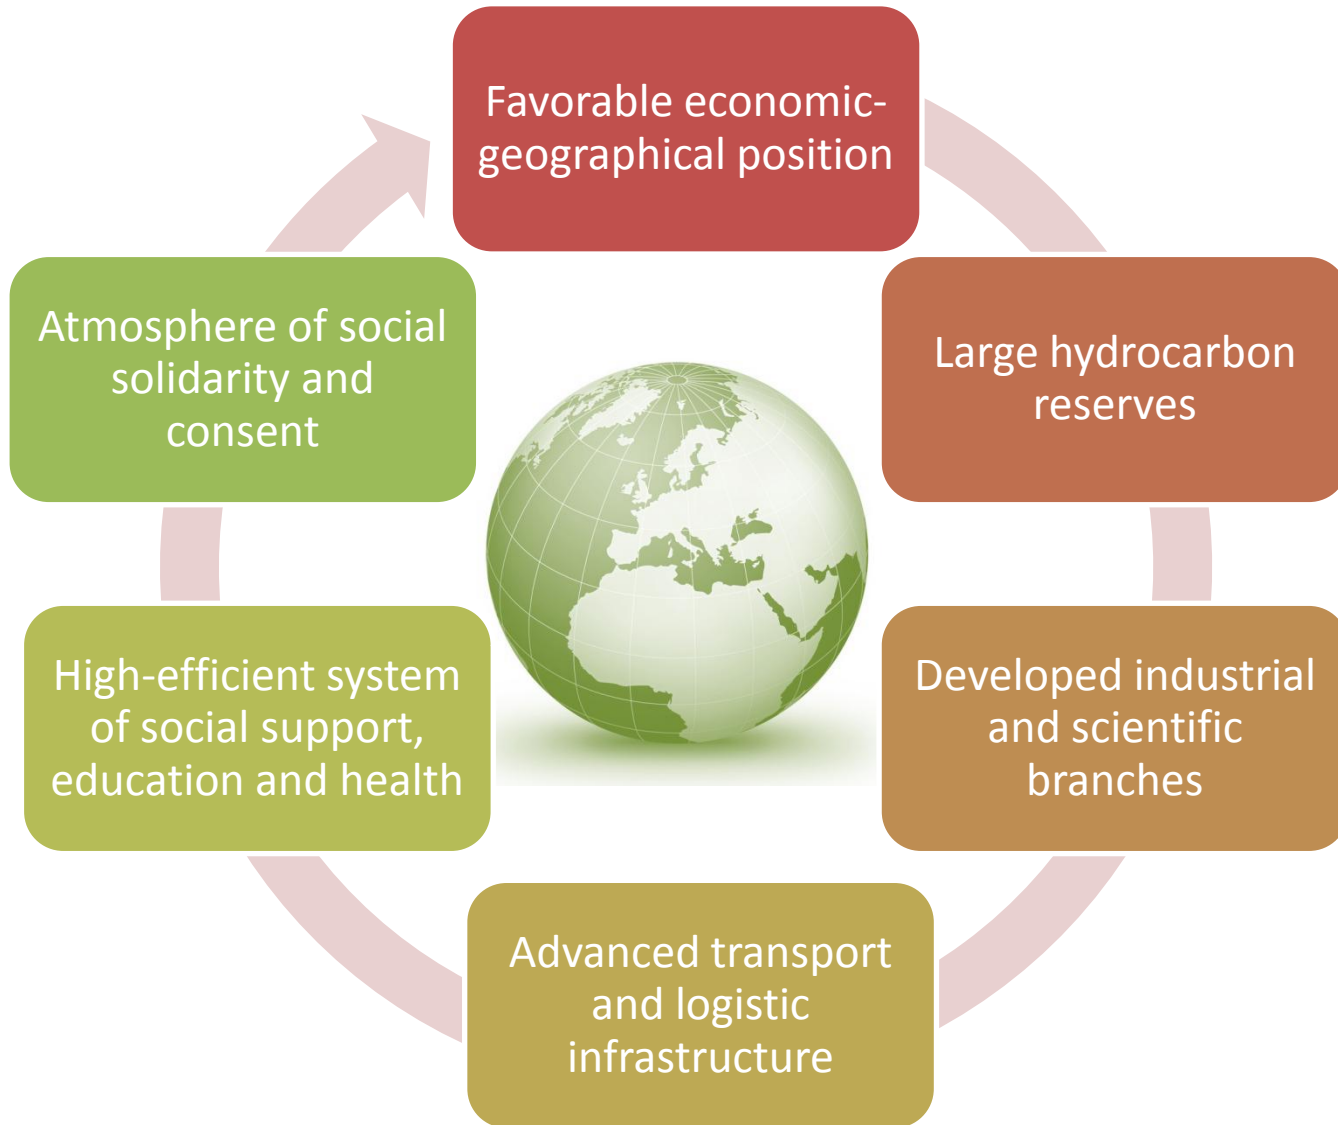 Favorable economic-
geographical position
Large hydrocarbon
reserves
Developed industrial
and scientific
branches
Advanced transport
and logistic
infrastructure
High-efficient system
of social support,
education and health
Atmosphere of social
solidarity and
consent